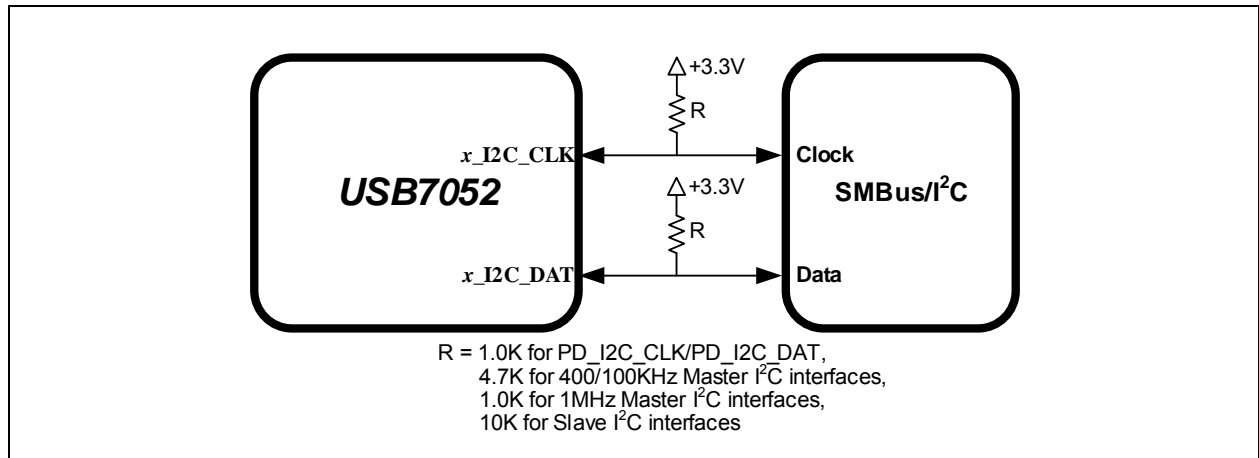 +3.3V
R
x_I2C_CLK
Clock
USB7052
+3.3V
SMBus/I²C
R
x_I2C_DAT
Data
R = 1.0K for PD_I2C_CLK/PD_I2C_DAT,
4.7K for 400/100KHz Master I²C interfaces,
1.0K for 1MHz Master I²C interfaces,
10K for Slave I²C interfaces